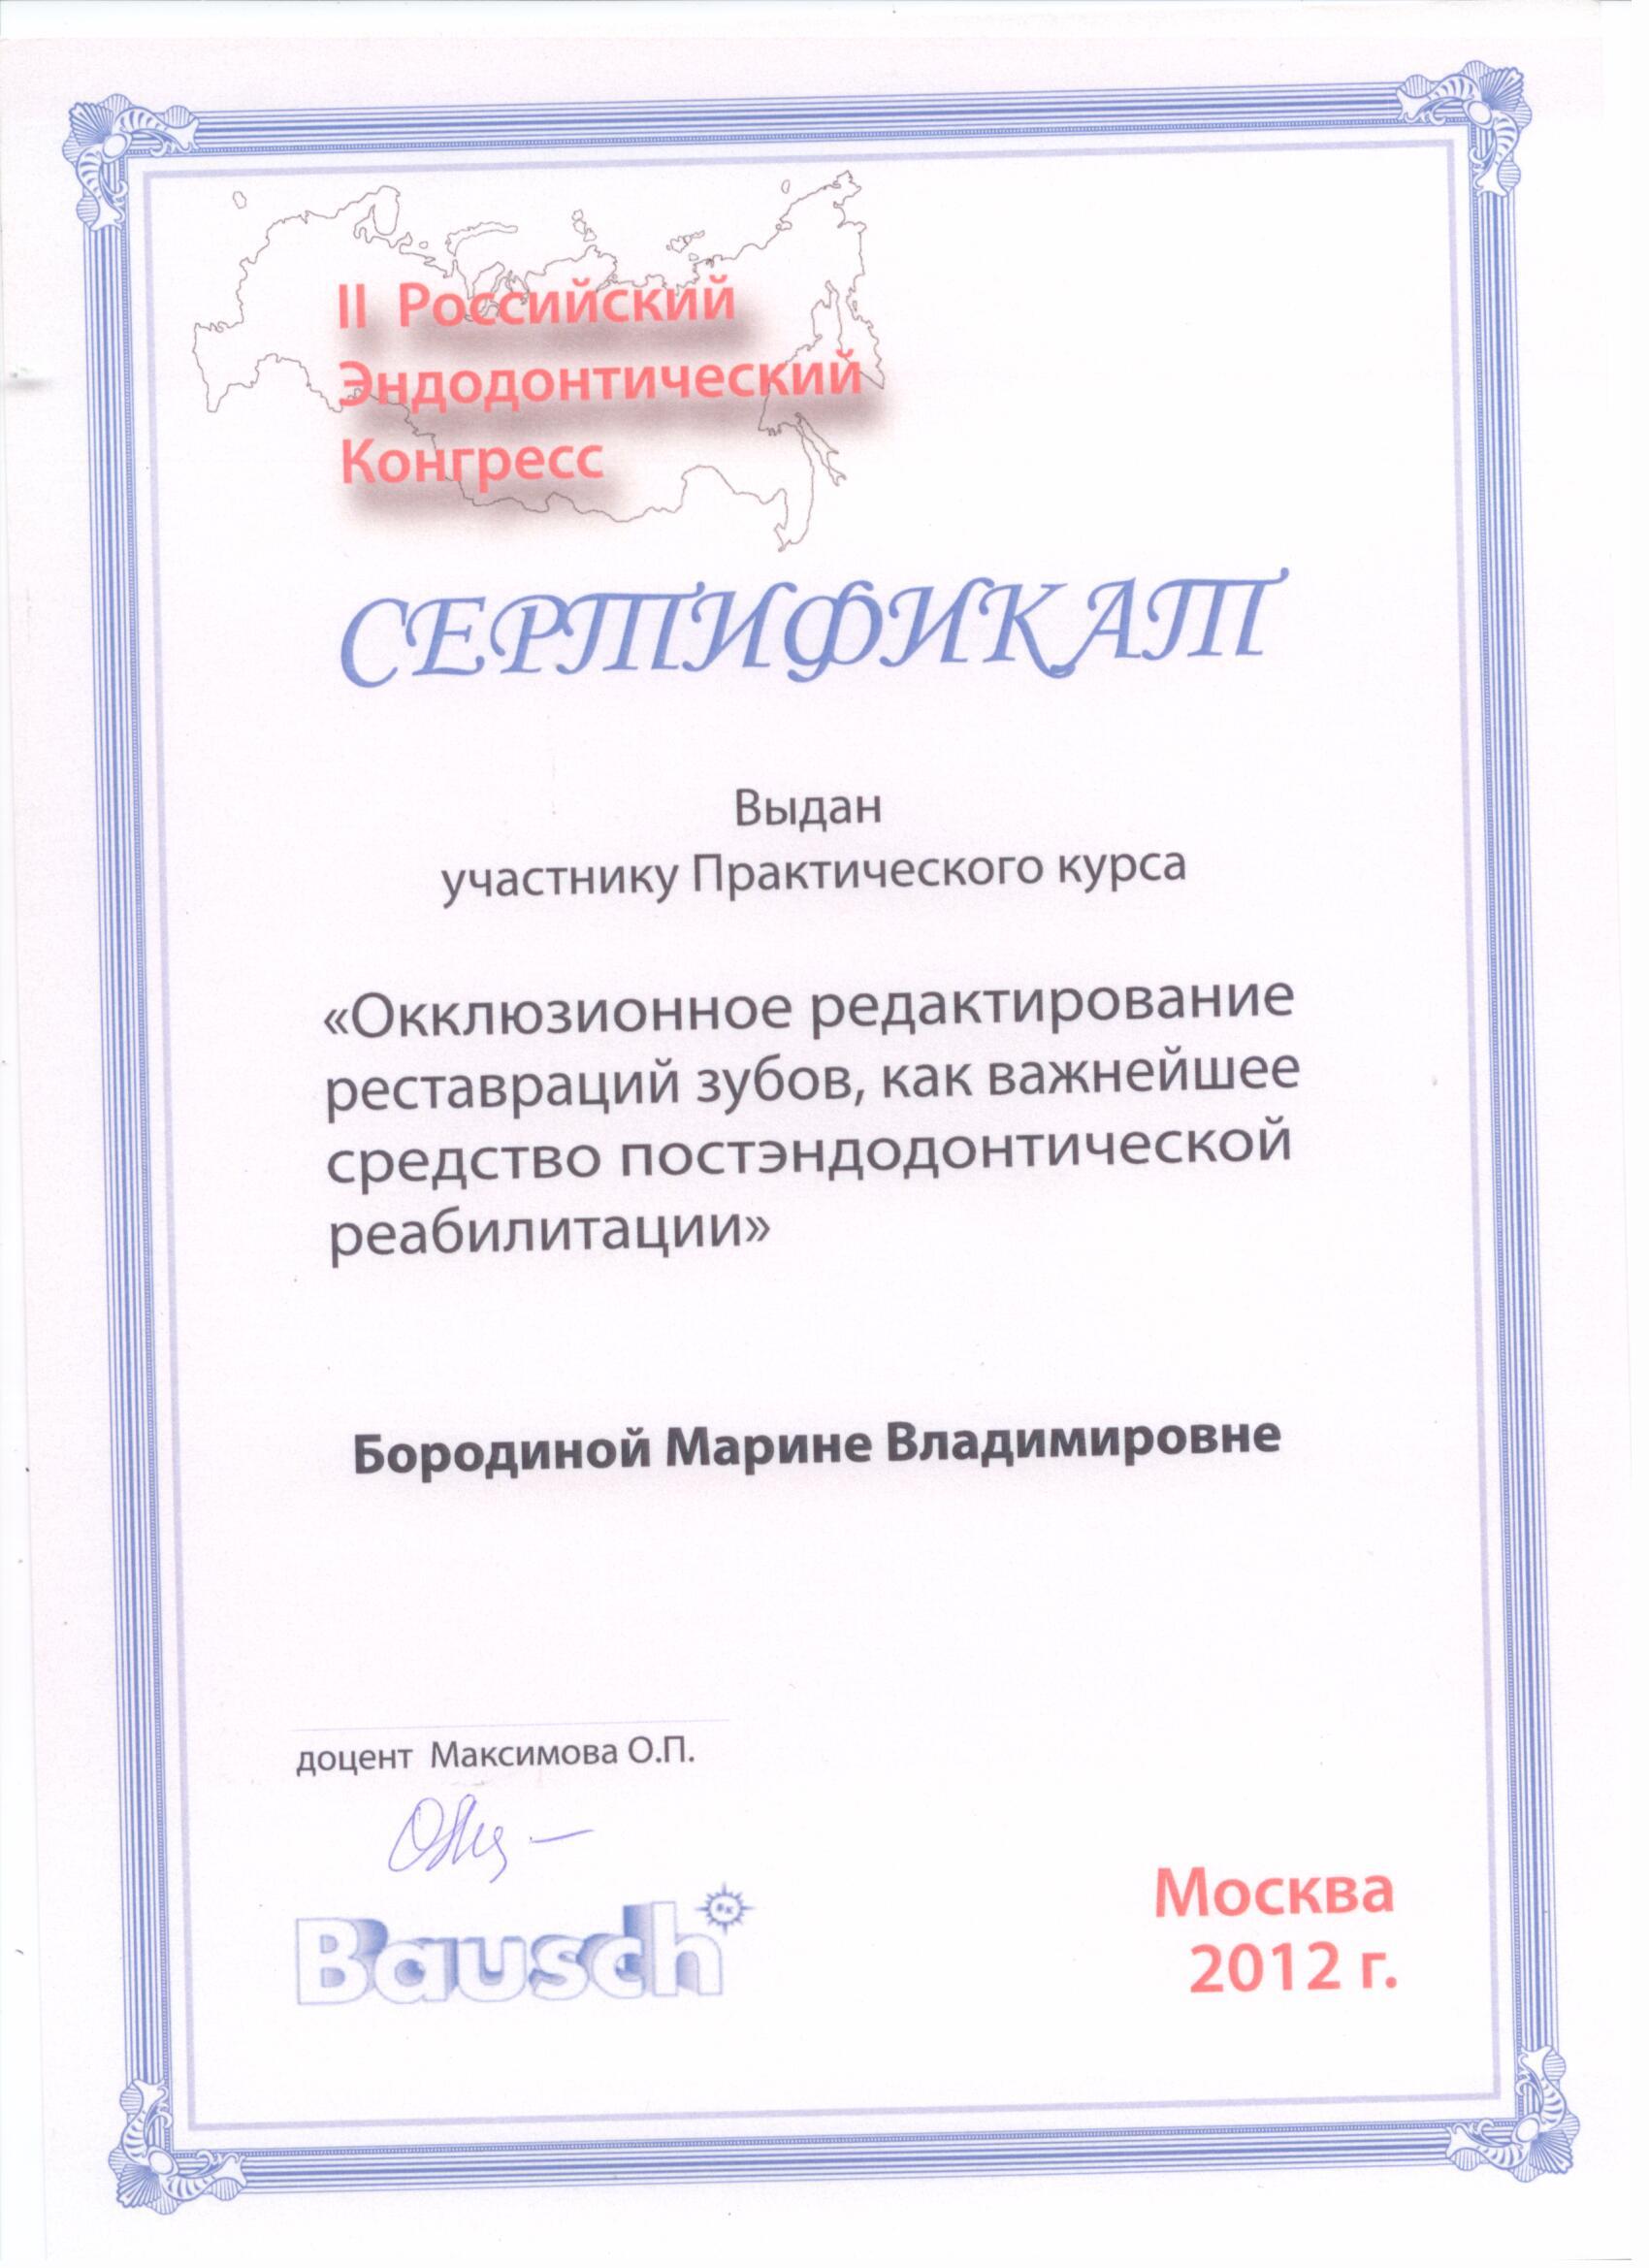 II Российский
Эндодонтический
Конгресс
СЕРТИФИКАТ
Выдан
участнику Практического курса
«Окклюзионное редактирование
реставраций зубов, как важнейшее
средство постэндодонтической
реабилитации»
Бородиной Марине Владимировне
доцент Максимова О.П.
Bausch
Москва
2012 г.